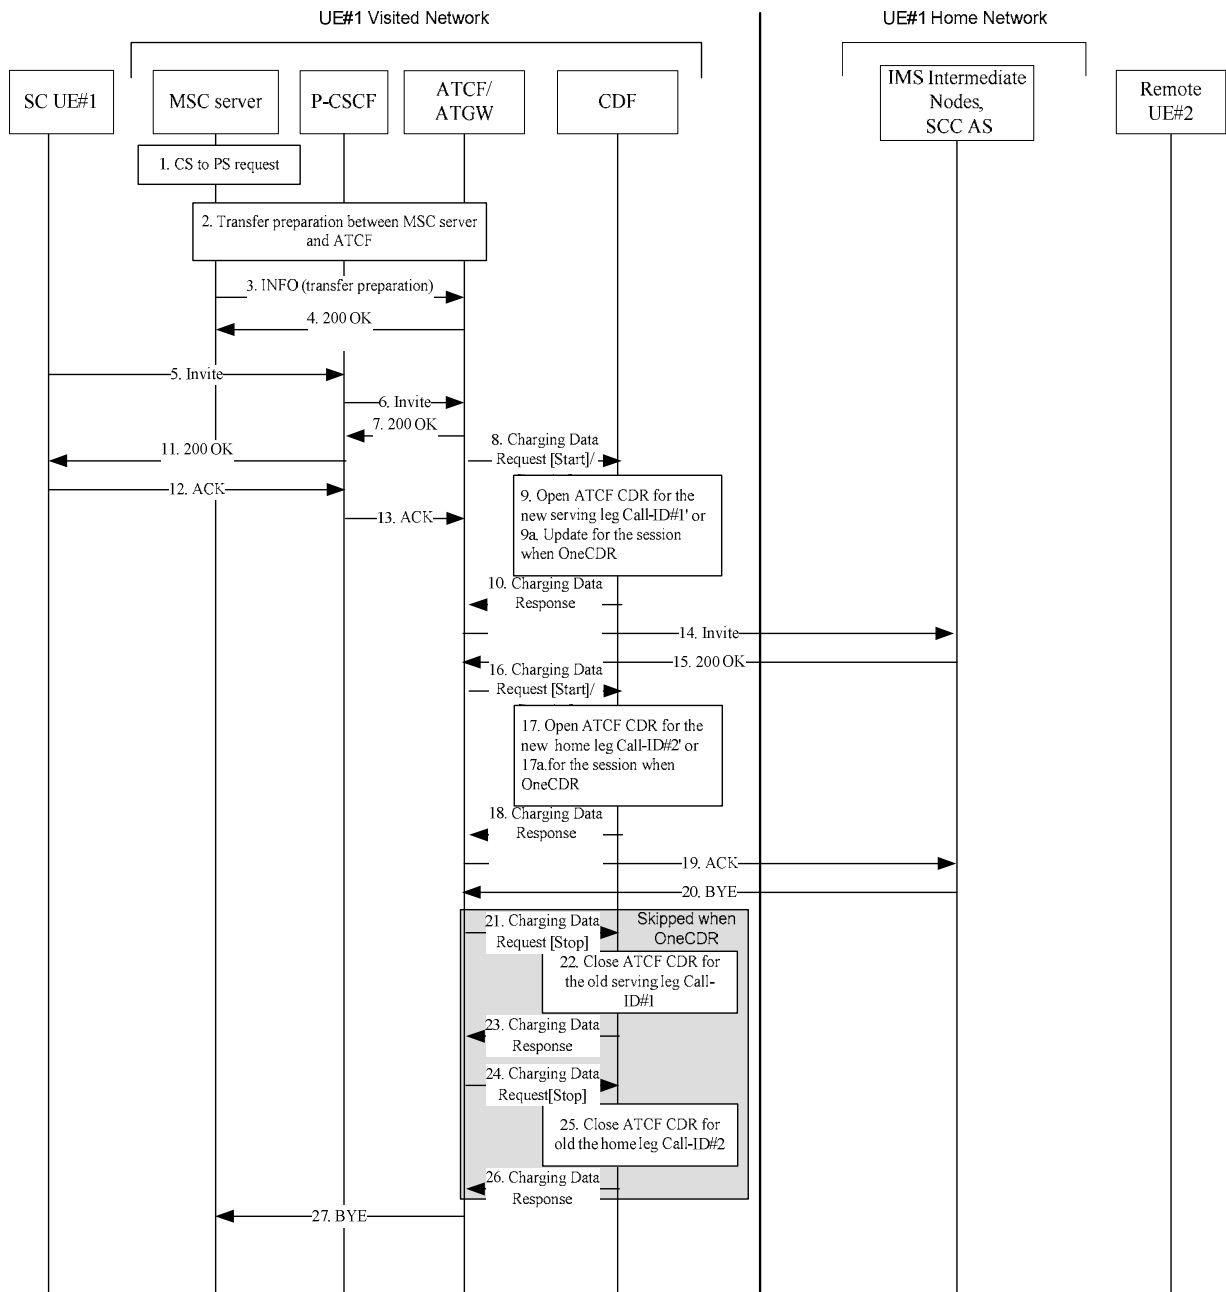 UE#1 Visited Network
UE#1 Home Network
SC UE#1
MSC server
P-CSCF
ATCF/
ATGW
CDF
IMS Intermediate
Nodes,
SCC AS
Remote
UE#2
1. CS to PS request
2. Transfer preparation between MSC server
and ATCF
3. INFO (transfer preparation)
4. 200 OK
5. Invite
6. Invite
7. 200 OK
8. Charging Data
Request [Start]/
11. 200 OK
12. ACK
13. ACK
9. Open ATCF CDR for the
new serving leg Call-ID#1' or
9a. Update for the session
when OneCDR
10. Charging Data
Response
14. Invite
15. 200 OK
16. Charging Data
Request [Start]/
17. Open ATCF CDR for the
new home leg Call-ID#2' or
17a.for the session when
OneCDR
18. Charging Data
Response
19. ACK
20. BYE
21. Charging Data
Request [Stop]
Skipped when
OneCDR
22. Close ATCF CDR for
the old serving leg Call-
ID#1
23. Charging Data
Response
24. Charging Data
Request[Stop]
25. Close ATCF CDR for
old the home leg Call-ID#2
26. Charging Data
Response
27. BYE